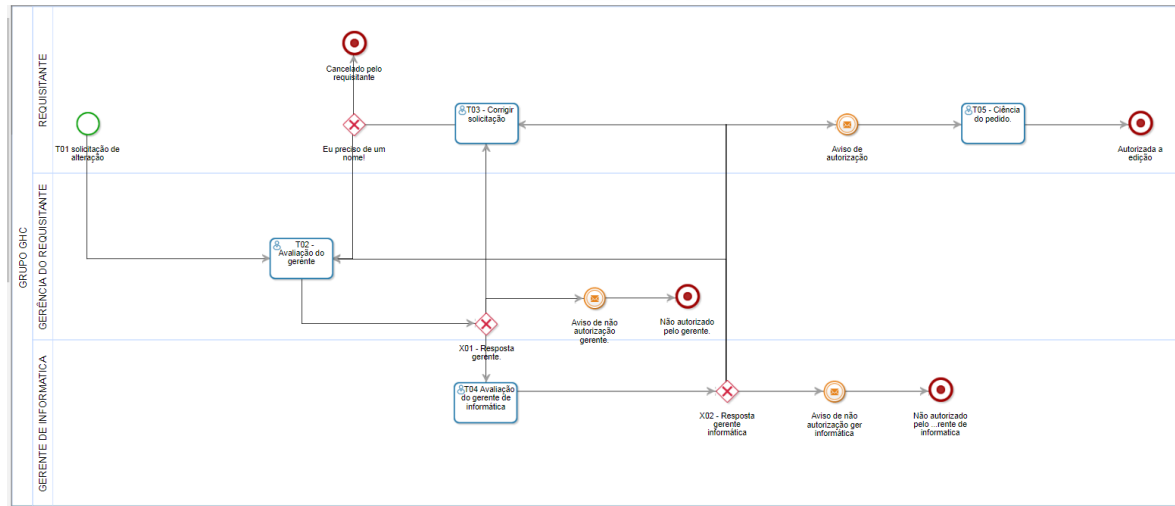 GRUPO GHC
REQUISITANTE
T01 solicitação de
alteração
Cancelado pelo
requisitante
Eu preciso de um
nome!
T03 - Corrigir
solicitação
Aviso de
autorização
T05 - Ciência
do pedido.
Autorizada a
edição
GERÊNCIA DO REQUISITANTE
T02 -
Avaliação do
gerente
X01 - Resposta
gerente.
Aviso de não
autorização
gerente.
Não autorizado
pelo gerente.
GERENTE DE INFORMATICA
T04 Avaliação
do gerente de
informática
X02 - Resposta
gerente
informática
Aviso de não
autorização ger
informática
Não autorizado
pelo ...rente de
informatica